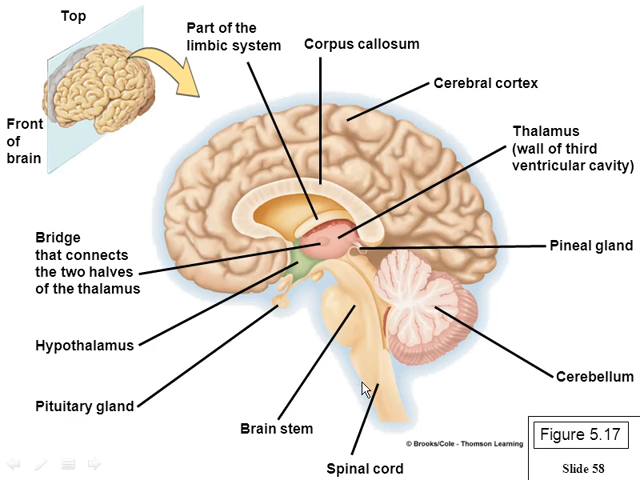 Top
Part of the
limbic system
Corpus callosum
Cerebral cortex
Front
of
brain
Thalamus
(wall of third
ventricular cavity)
Bridge
that connects
the two halves
of the thalamus
Pineal gland
Hypothalamus
Cerebellum
Pituitary gland
Brain stem
Spinal cord
© Brooks/Cole - Thomson Learning
Figure 5.17
Slide 58